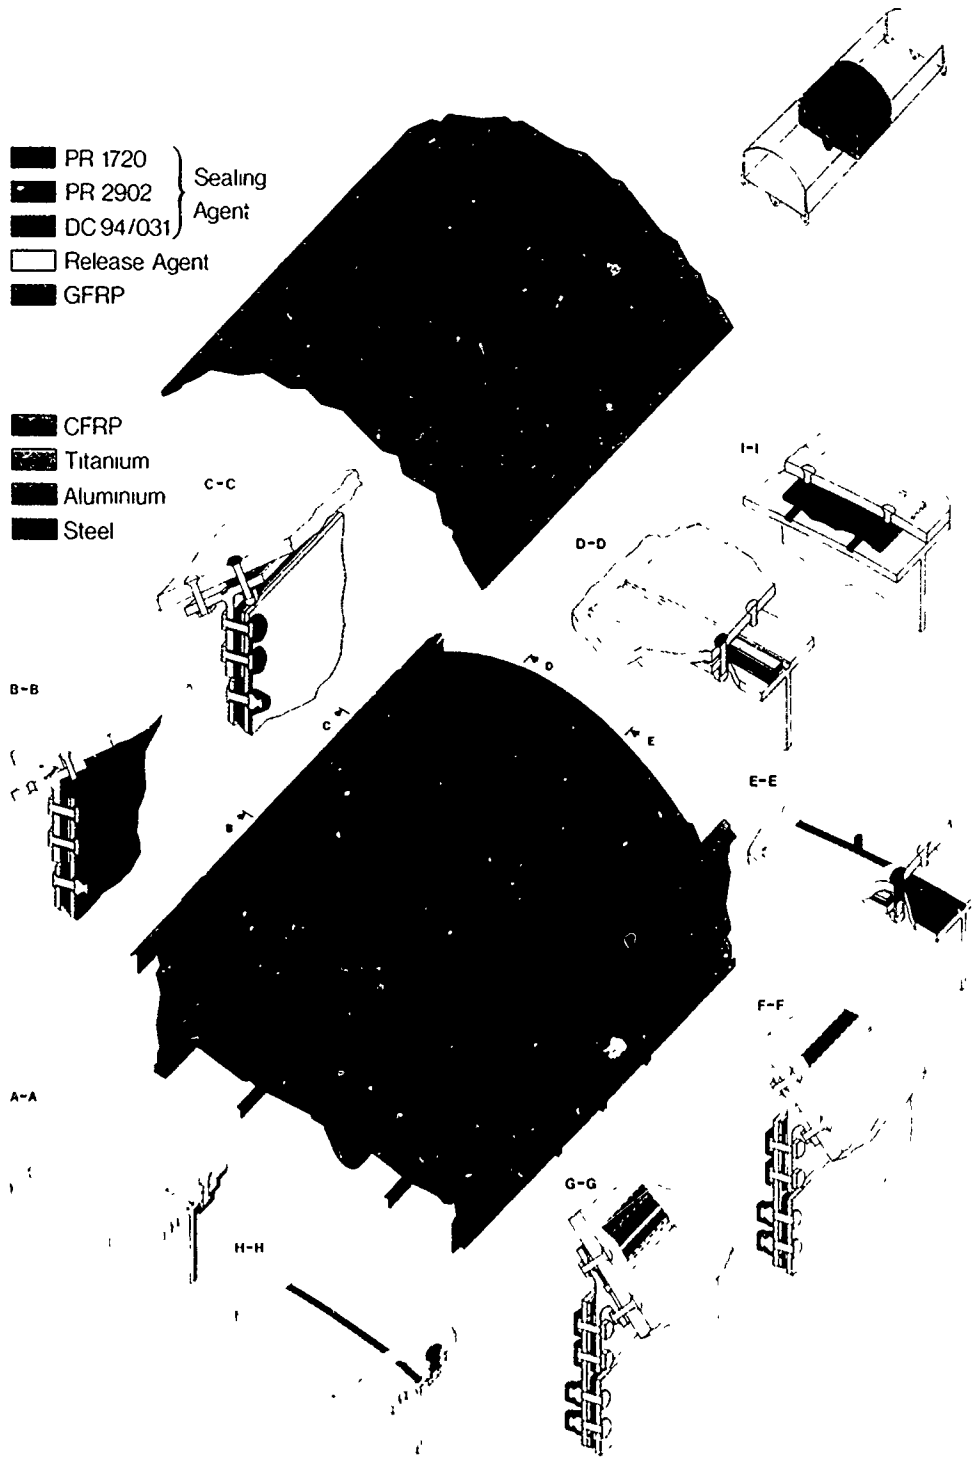 PR 1720
PR 2902
DC 94/031
Sealing
Agent
Release Agent
GFRP
CFRP
Titanium
Aluminium
Steel
C-C
I-I
D-D
B-B
D
C
E
B
E-E
F-F
A-A
G-G
H-H